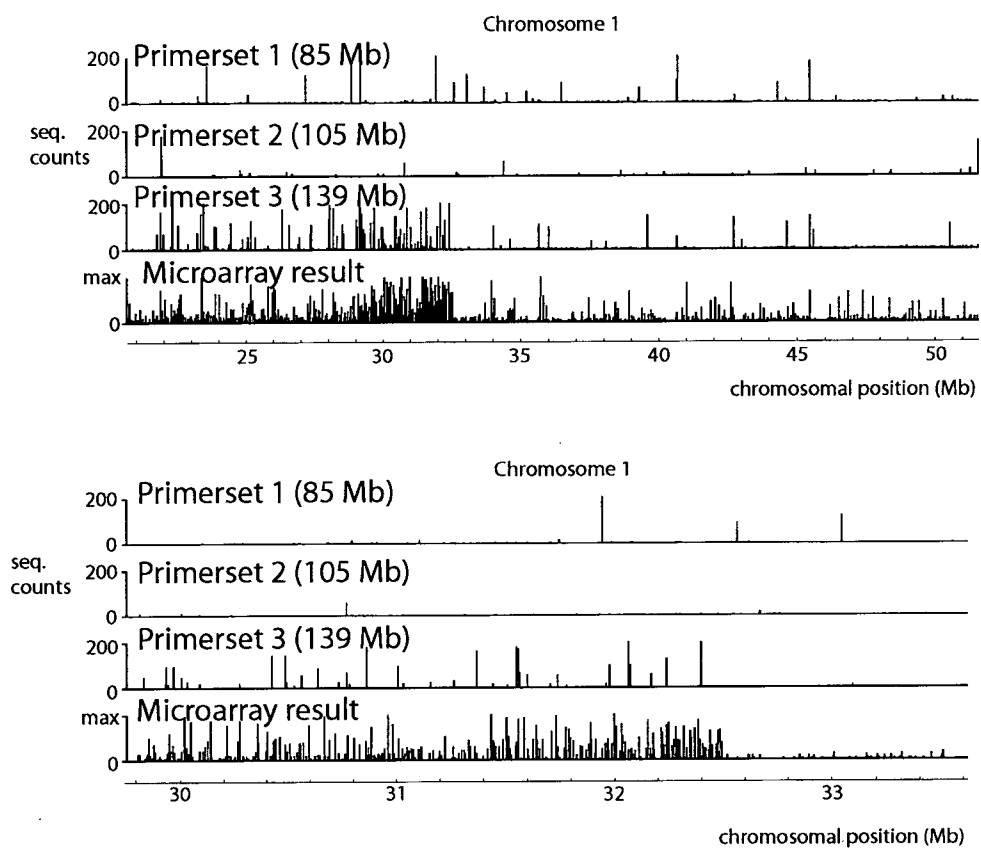 Chromosome 1
200 Primerset 1 (85 Mb)
0
seq. counts
200 Primerset 2 (105 Mb)
0
200 Primerset 3 (139 Mb)
0
max Microarray result
0
25 30 35 40 45 50
chromosomal position (Mb)
Chromosome 1
200 Primerset 1 (85 Mb)
0
seq. counts
200 Primerset 2 (105 Mb)
0
200 Primerset 3 (139 Mb)
0
max Microarray result
0
30 31 32 33
chromosomal position (Mb)